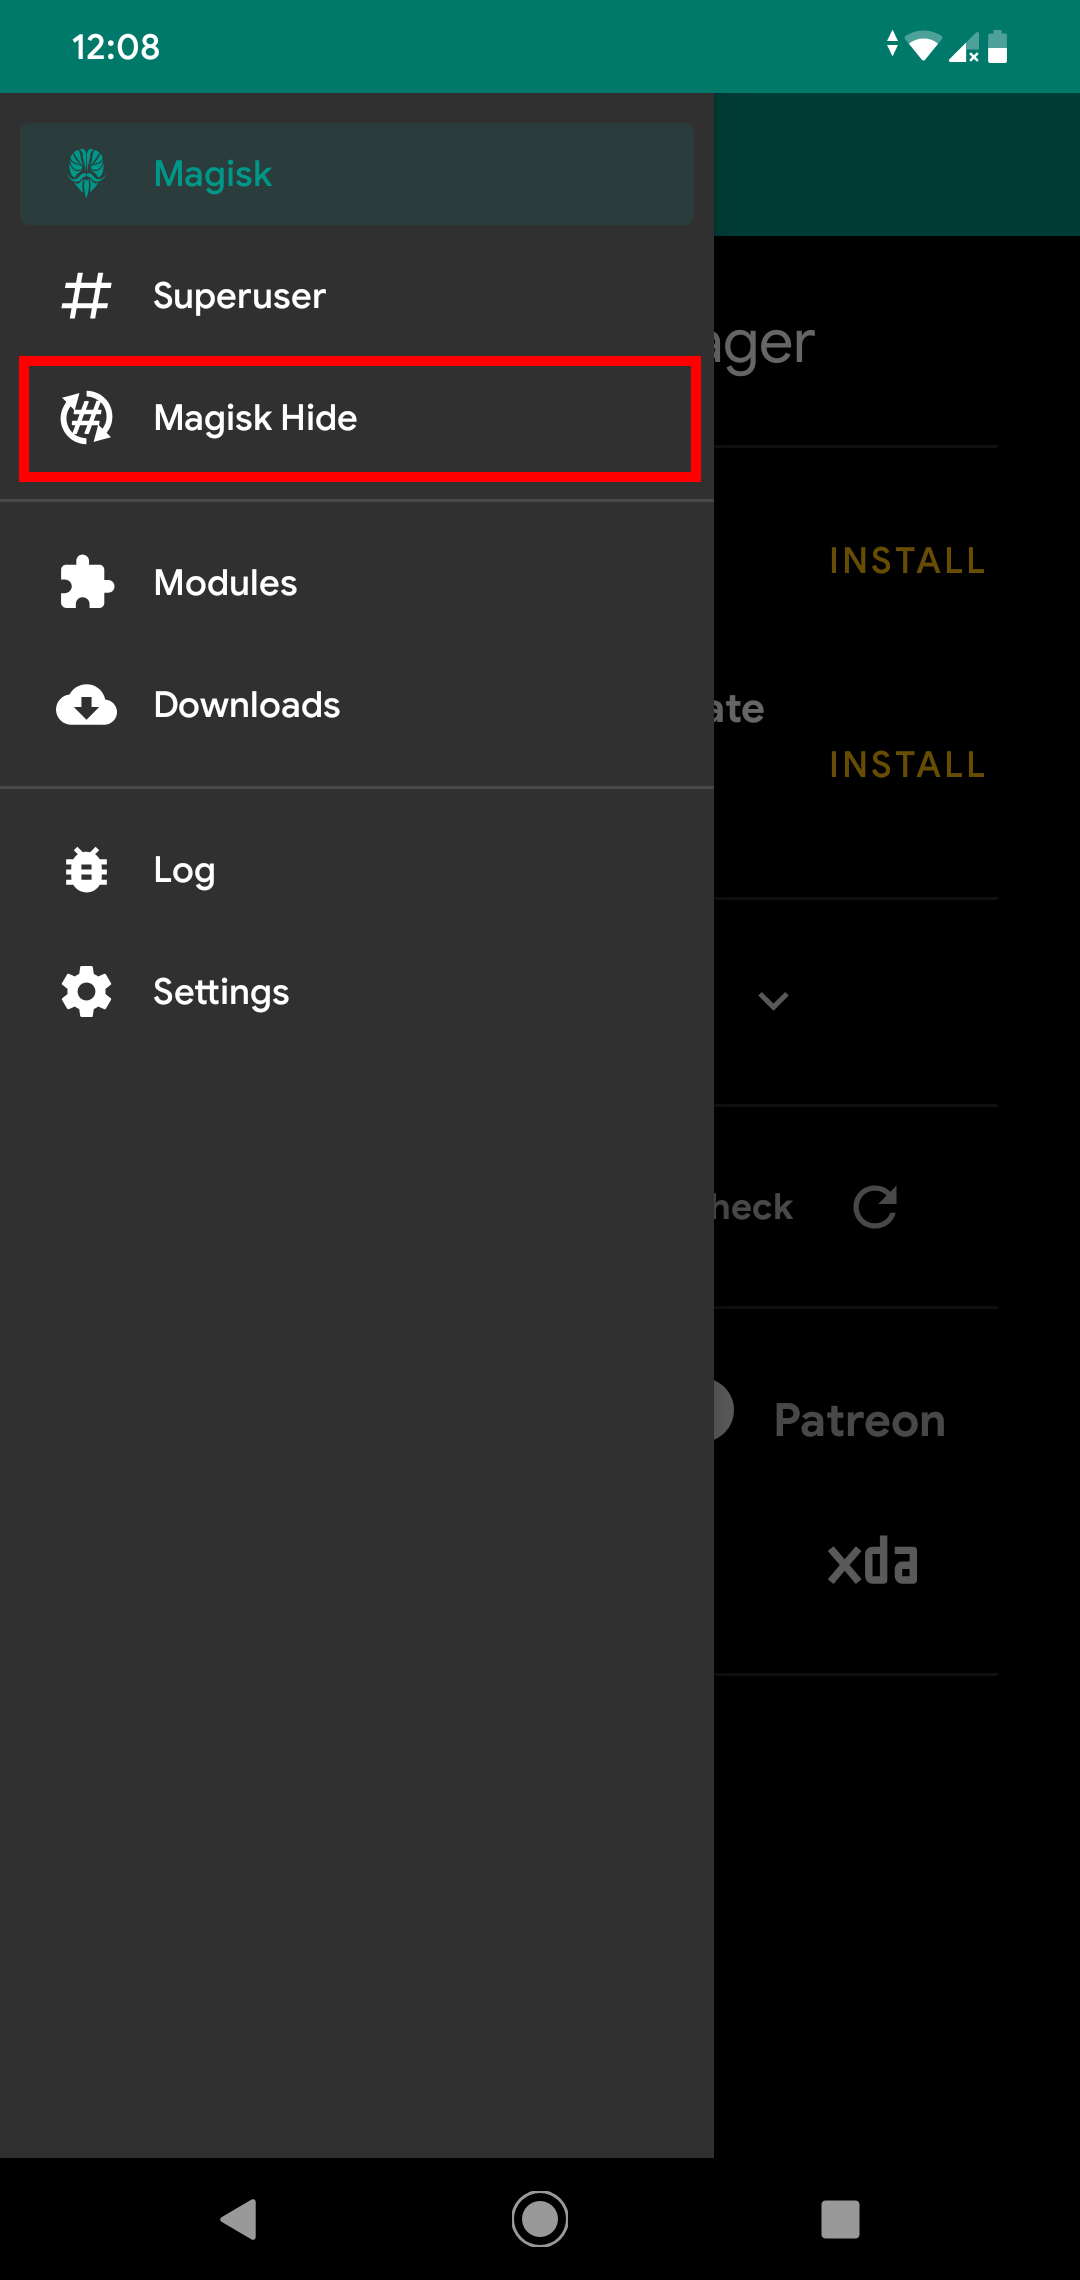 12:08
Magisk
Superuser
ager
Magisk Hide
INSTALL
Modules
Downloads
ate
INSTALL
Log
Settings
heck
Patreon
xda